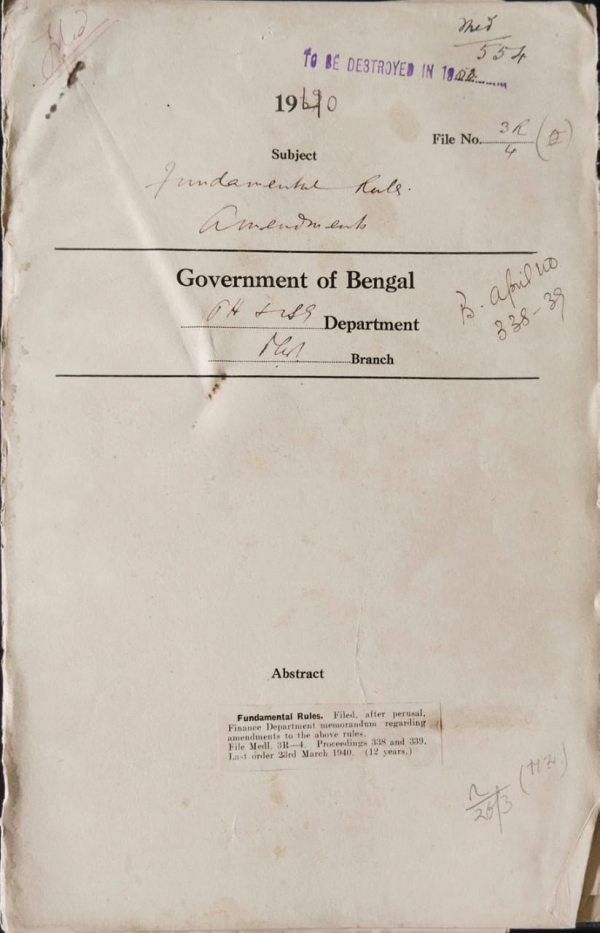 Med
554
TO BE DESTROYED IN 19
1940
File No. 3R/4
Subject
Fundamental Rules.
Amendments
Government of Bengal
PH & LSG Department
Branch
B. April 40
338-39
Abstract
Fundamental Rules. Filed, after perusal,
Finance Department memorandum regarding
amendments to the above rules.
File Medl. 3R—4. Proceedings 338 and 339.
Last order 23rd March 1940. (12 years.)